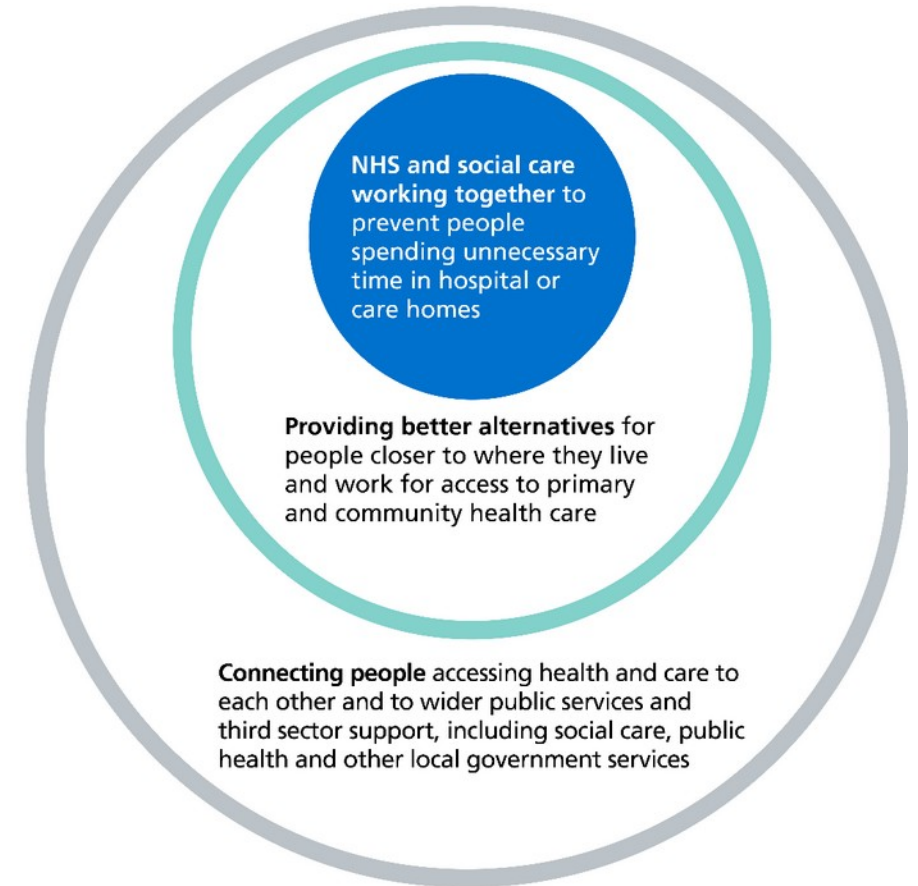 NHS and social care
working together to
prevent people
spending unnecessary
time in hospital or
care homes
Providing better alternatives for
people closer to where they live
and work for access to primary
and community health care
Connecting people accessing health and care to
each other and to wider public services and
third sector support, including social care, public
health and other local government services